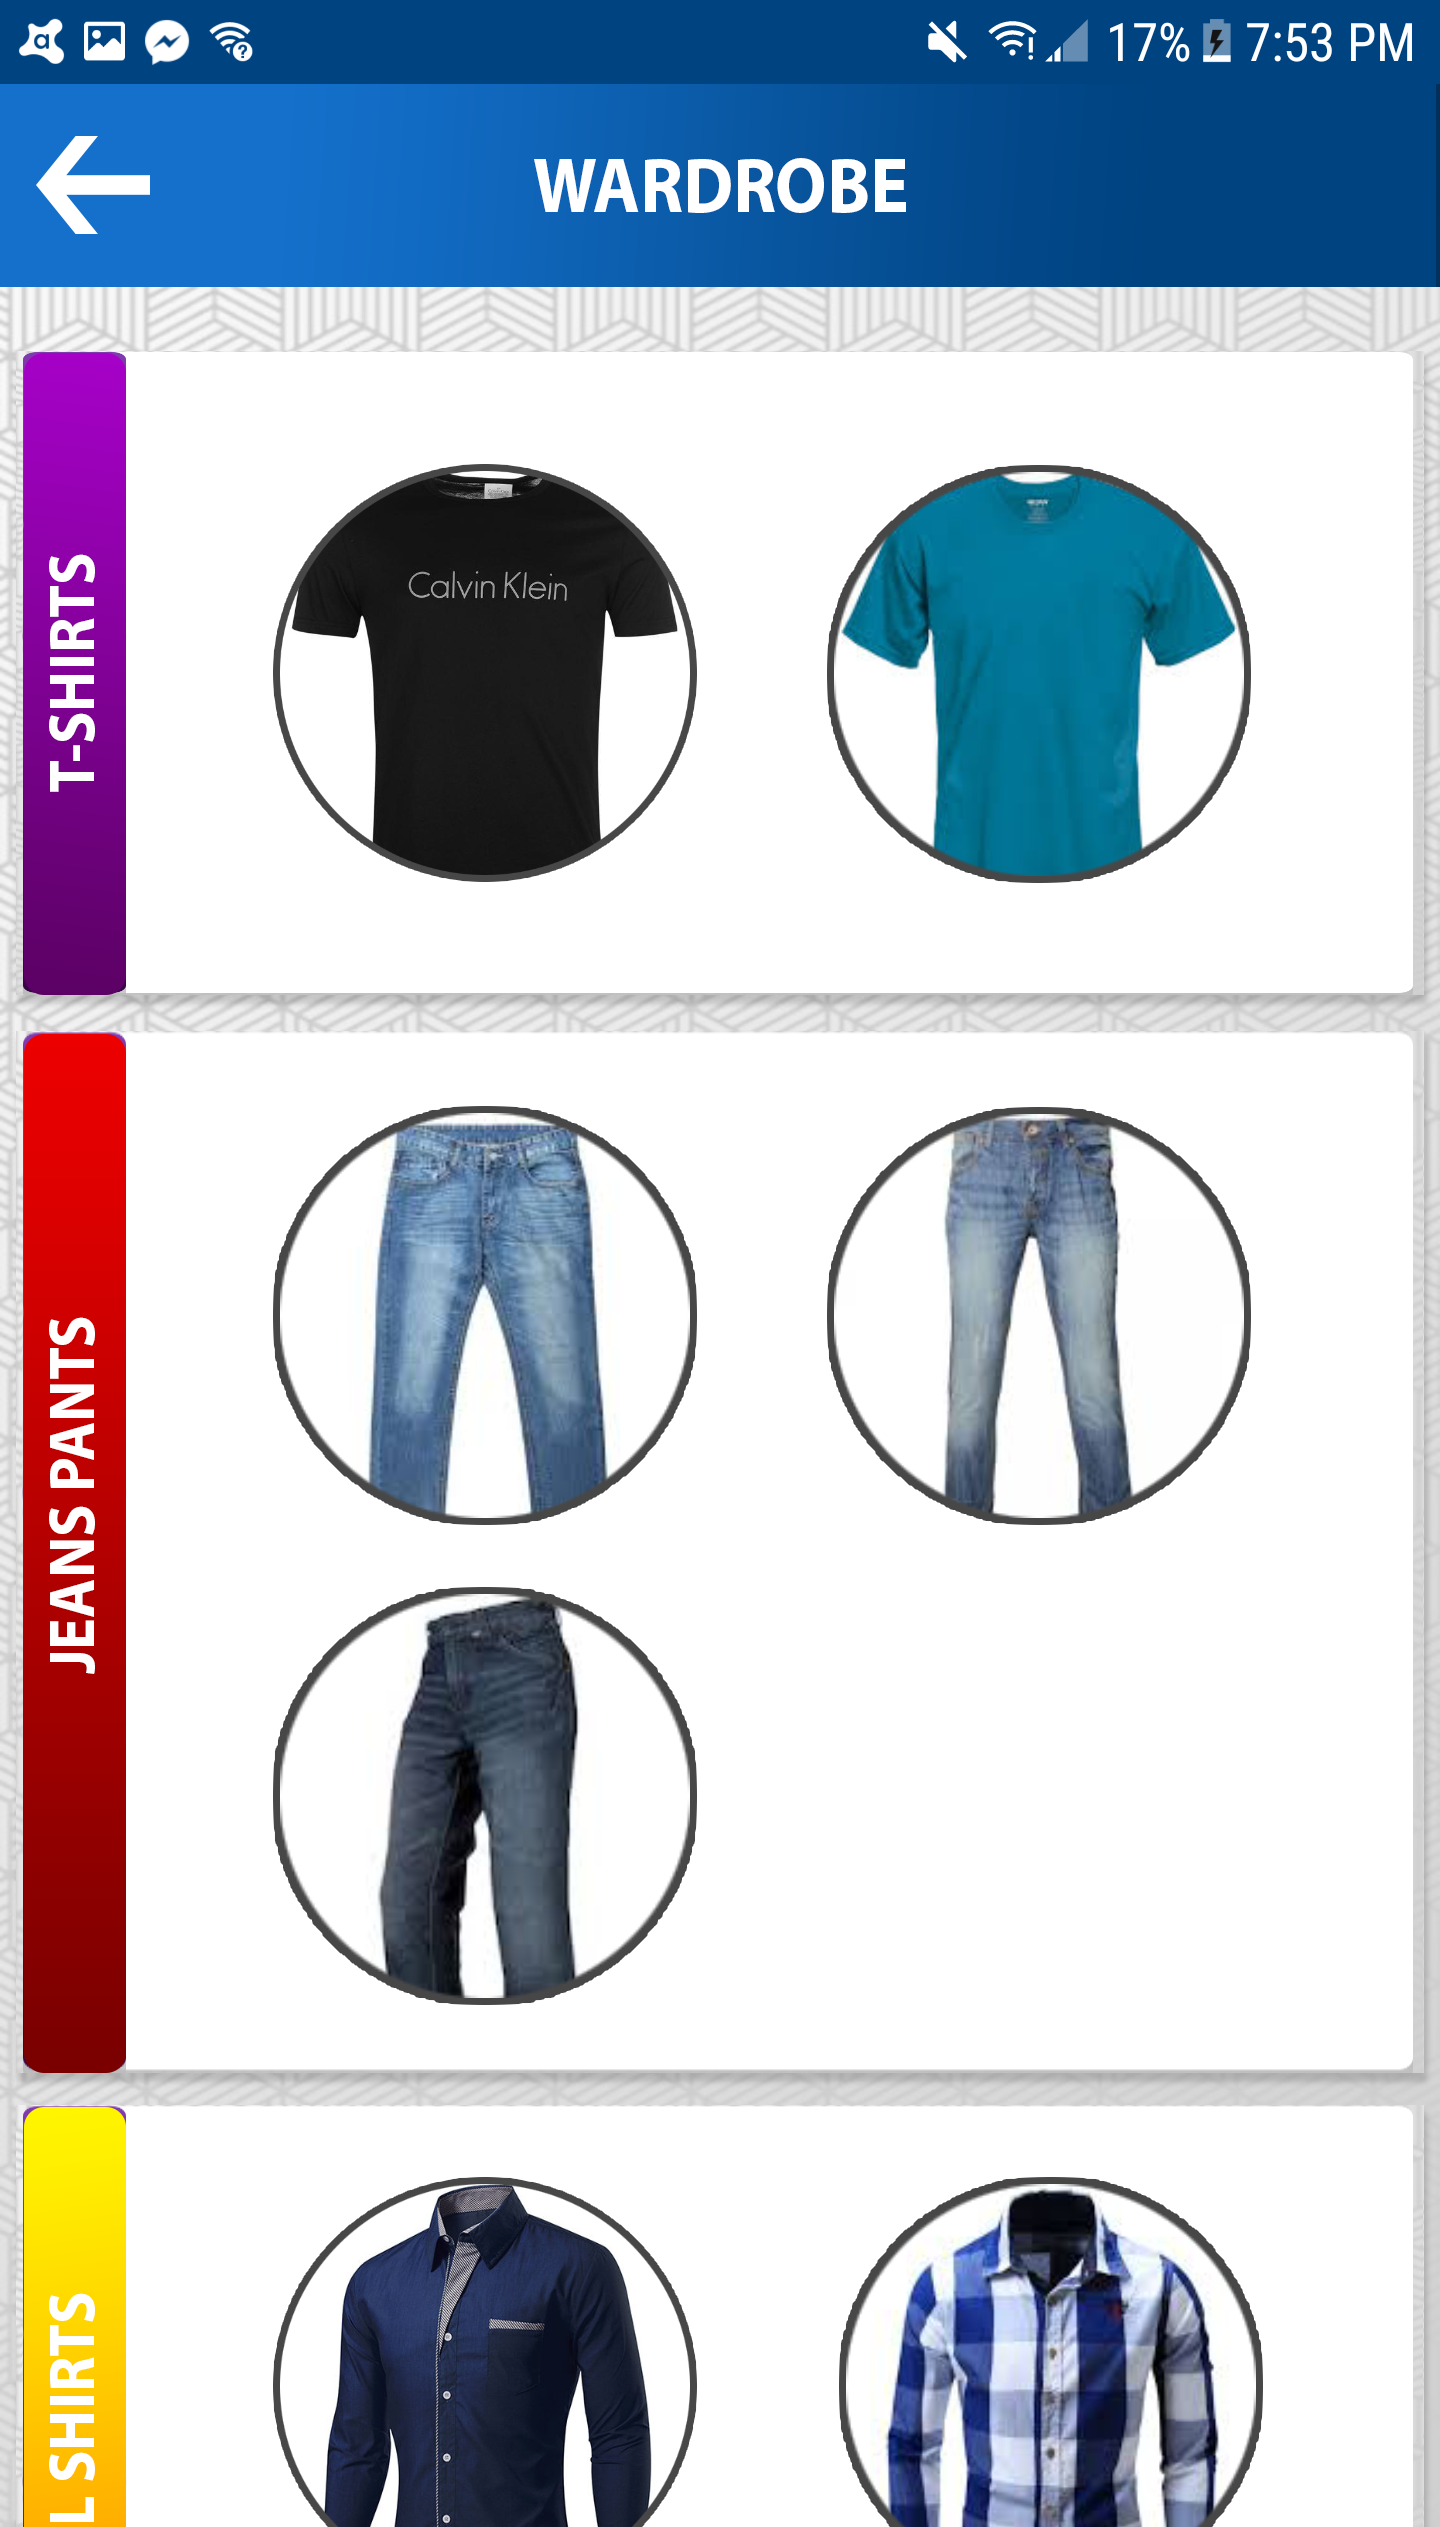 17% 7:53 PM
WARDROBE
T-SHIRTS
Calvin Klein
JEANS PANTS
L SHIRTS